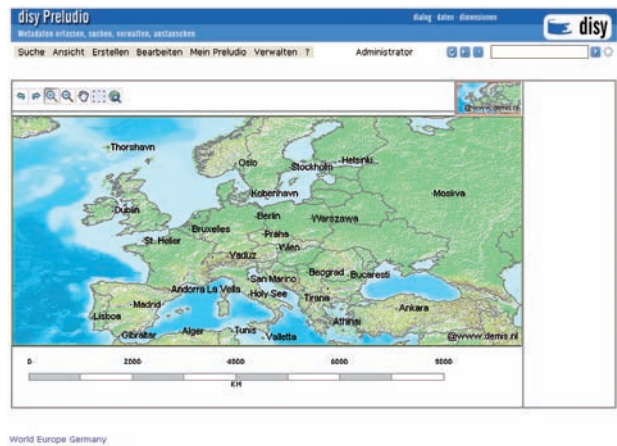 disy Preludio dialog · daten · dimensionen
Metadaten erfassen, suchen, verwalten, austauschen
disy
Suche Ansicht Erstellen Bearbeiten Mein Preludio Verwalten ? Administrator
@www.demis.nl
Thorshavn
Oslo
Helsinki
Stockholm
Kobenhavn
Moskva
Dublin
Berlin
Warszawa
Bruxelles
Praha
St. Helier
Wien
Vaduz
San Marino
Beograd
Bucaresti
Andorra La Vella
Holy See
Tirana
Madrid
Ankara
Lisboa
Athinai
Gibraltar
Alger
Tunis
Valletta
@www.demis.nl
0 2000 4000 6000 8000
KM
World Europe Germany